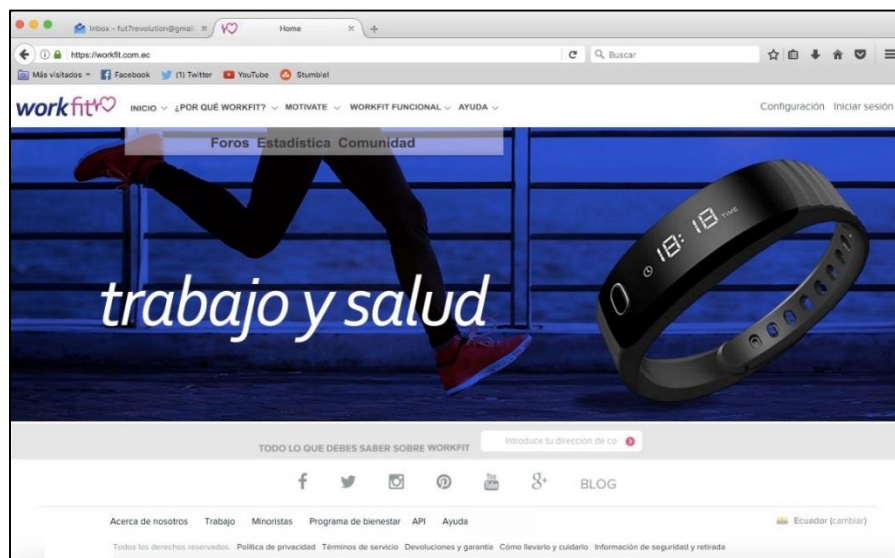 Inbox – fut7revolution@gmail
Home
https://workfit.com.ec
Buscar
Más visitados
Facebook
(1) Twitter
YouTube
Stumble!
workfit
INICIO
¿POR QUÉ WORKFIT?
MOTIVATE
WORKFIT FUNCIONAL
AYUDA
Configuración
Iniciar sesión
Foros Estadística Comunidad
18:18 TIME
trabajo y salud
TODO LO QUE DEBES SABER SOBRE WORKFIT
Introduce tu dirección de co
You Tube
g+
BLOG
Acerca de nosotros
Trabajo
Minoristas
Programa de bienestar
API
Ayuda
Ecuador (cambiar)
Todos los derechos reservados.
Política de privacidad
Términos de servicio
Devoluciones y garantía
Cómo llevarlo y cuidarlo
Información de seguridad y retirada